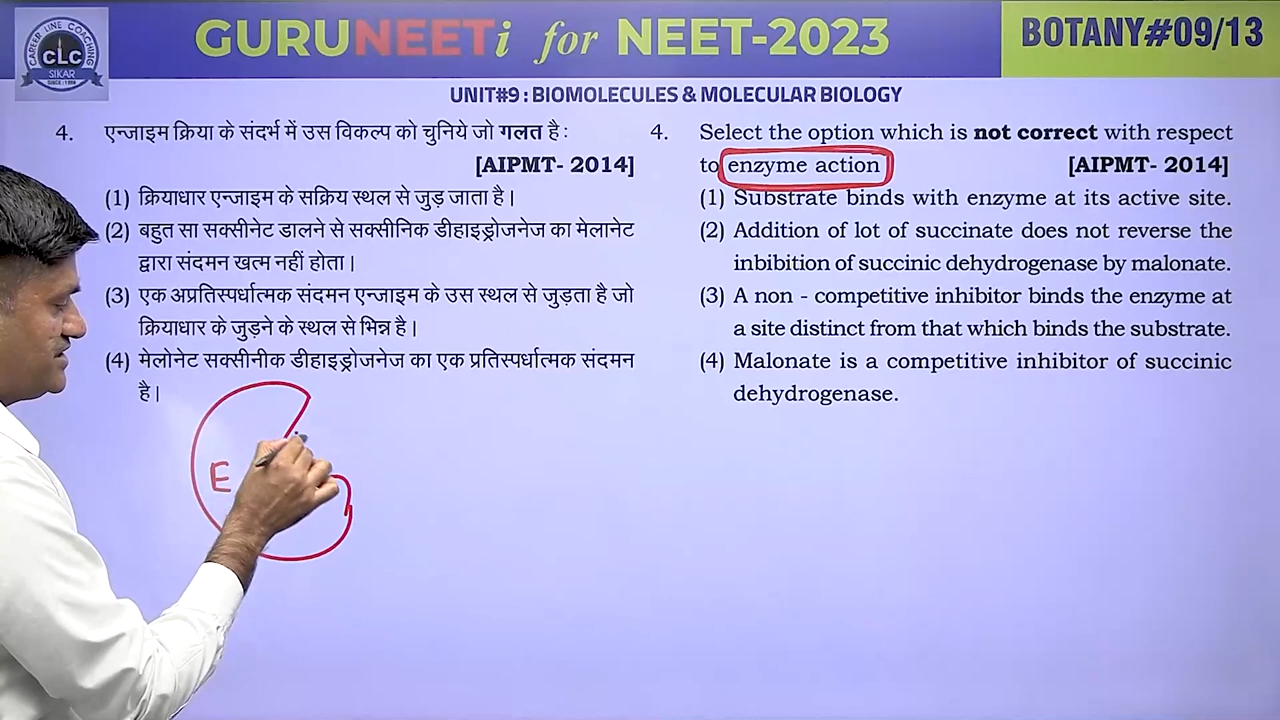 CAREER LINE COACHING
CLC
SIKAR
SINCE : 1996
GURUNEETi for NEET-2023
BOTANY#09/13
UNIT#9 : BIOMOLECULES & MOLECULAR BIOLOGY
4. एन्जाइम क्रिया के संदर्भ में उस विकल्प को चुनिये जो गलत है :
[AIPMT- 2014]
(1) क्रियाधार एन्जाइम के सक्रिय स्थल से जुड़ जाता है।
(2) बहुत सा सक्सीनेट डालने से सक्सीनिक डीहाइड्रोजनेज का मेलानेट
द्वारा संदमन खत्म नहीं होता।
(3) एक अप्रतिस्पर्धात्मक संदमन एन्जाइम के उस स्थल से जुड़ता है जो
क्रियाधार के जुड़ने के स्थल से भिन्न है।
(4) मेलोनेट सक्सीनीक डीहाइड्रोजनेज का एक प्रतिस्पर्धात्मक संदमन
है।
E
4. Select the option which is not correct with respect
to enzyme action [AIPMT- 2014]
(1) Substrate binds with enzyme at its active site.
(2) Addition of lot of succinate does not reverse the
inbibition of succinic dehydrogenase by malonate.
(3) A non - competitive inhibitor binds the enzyme at
a site distinct from that which binds the substrate.
(4) Malonate is a competitive inhibitor of succinic
dehydrogenase.